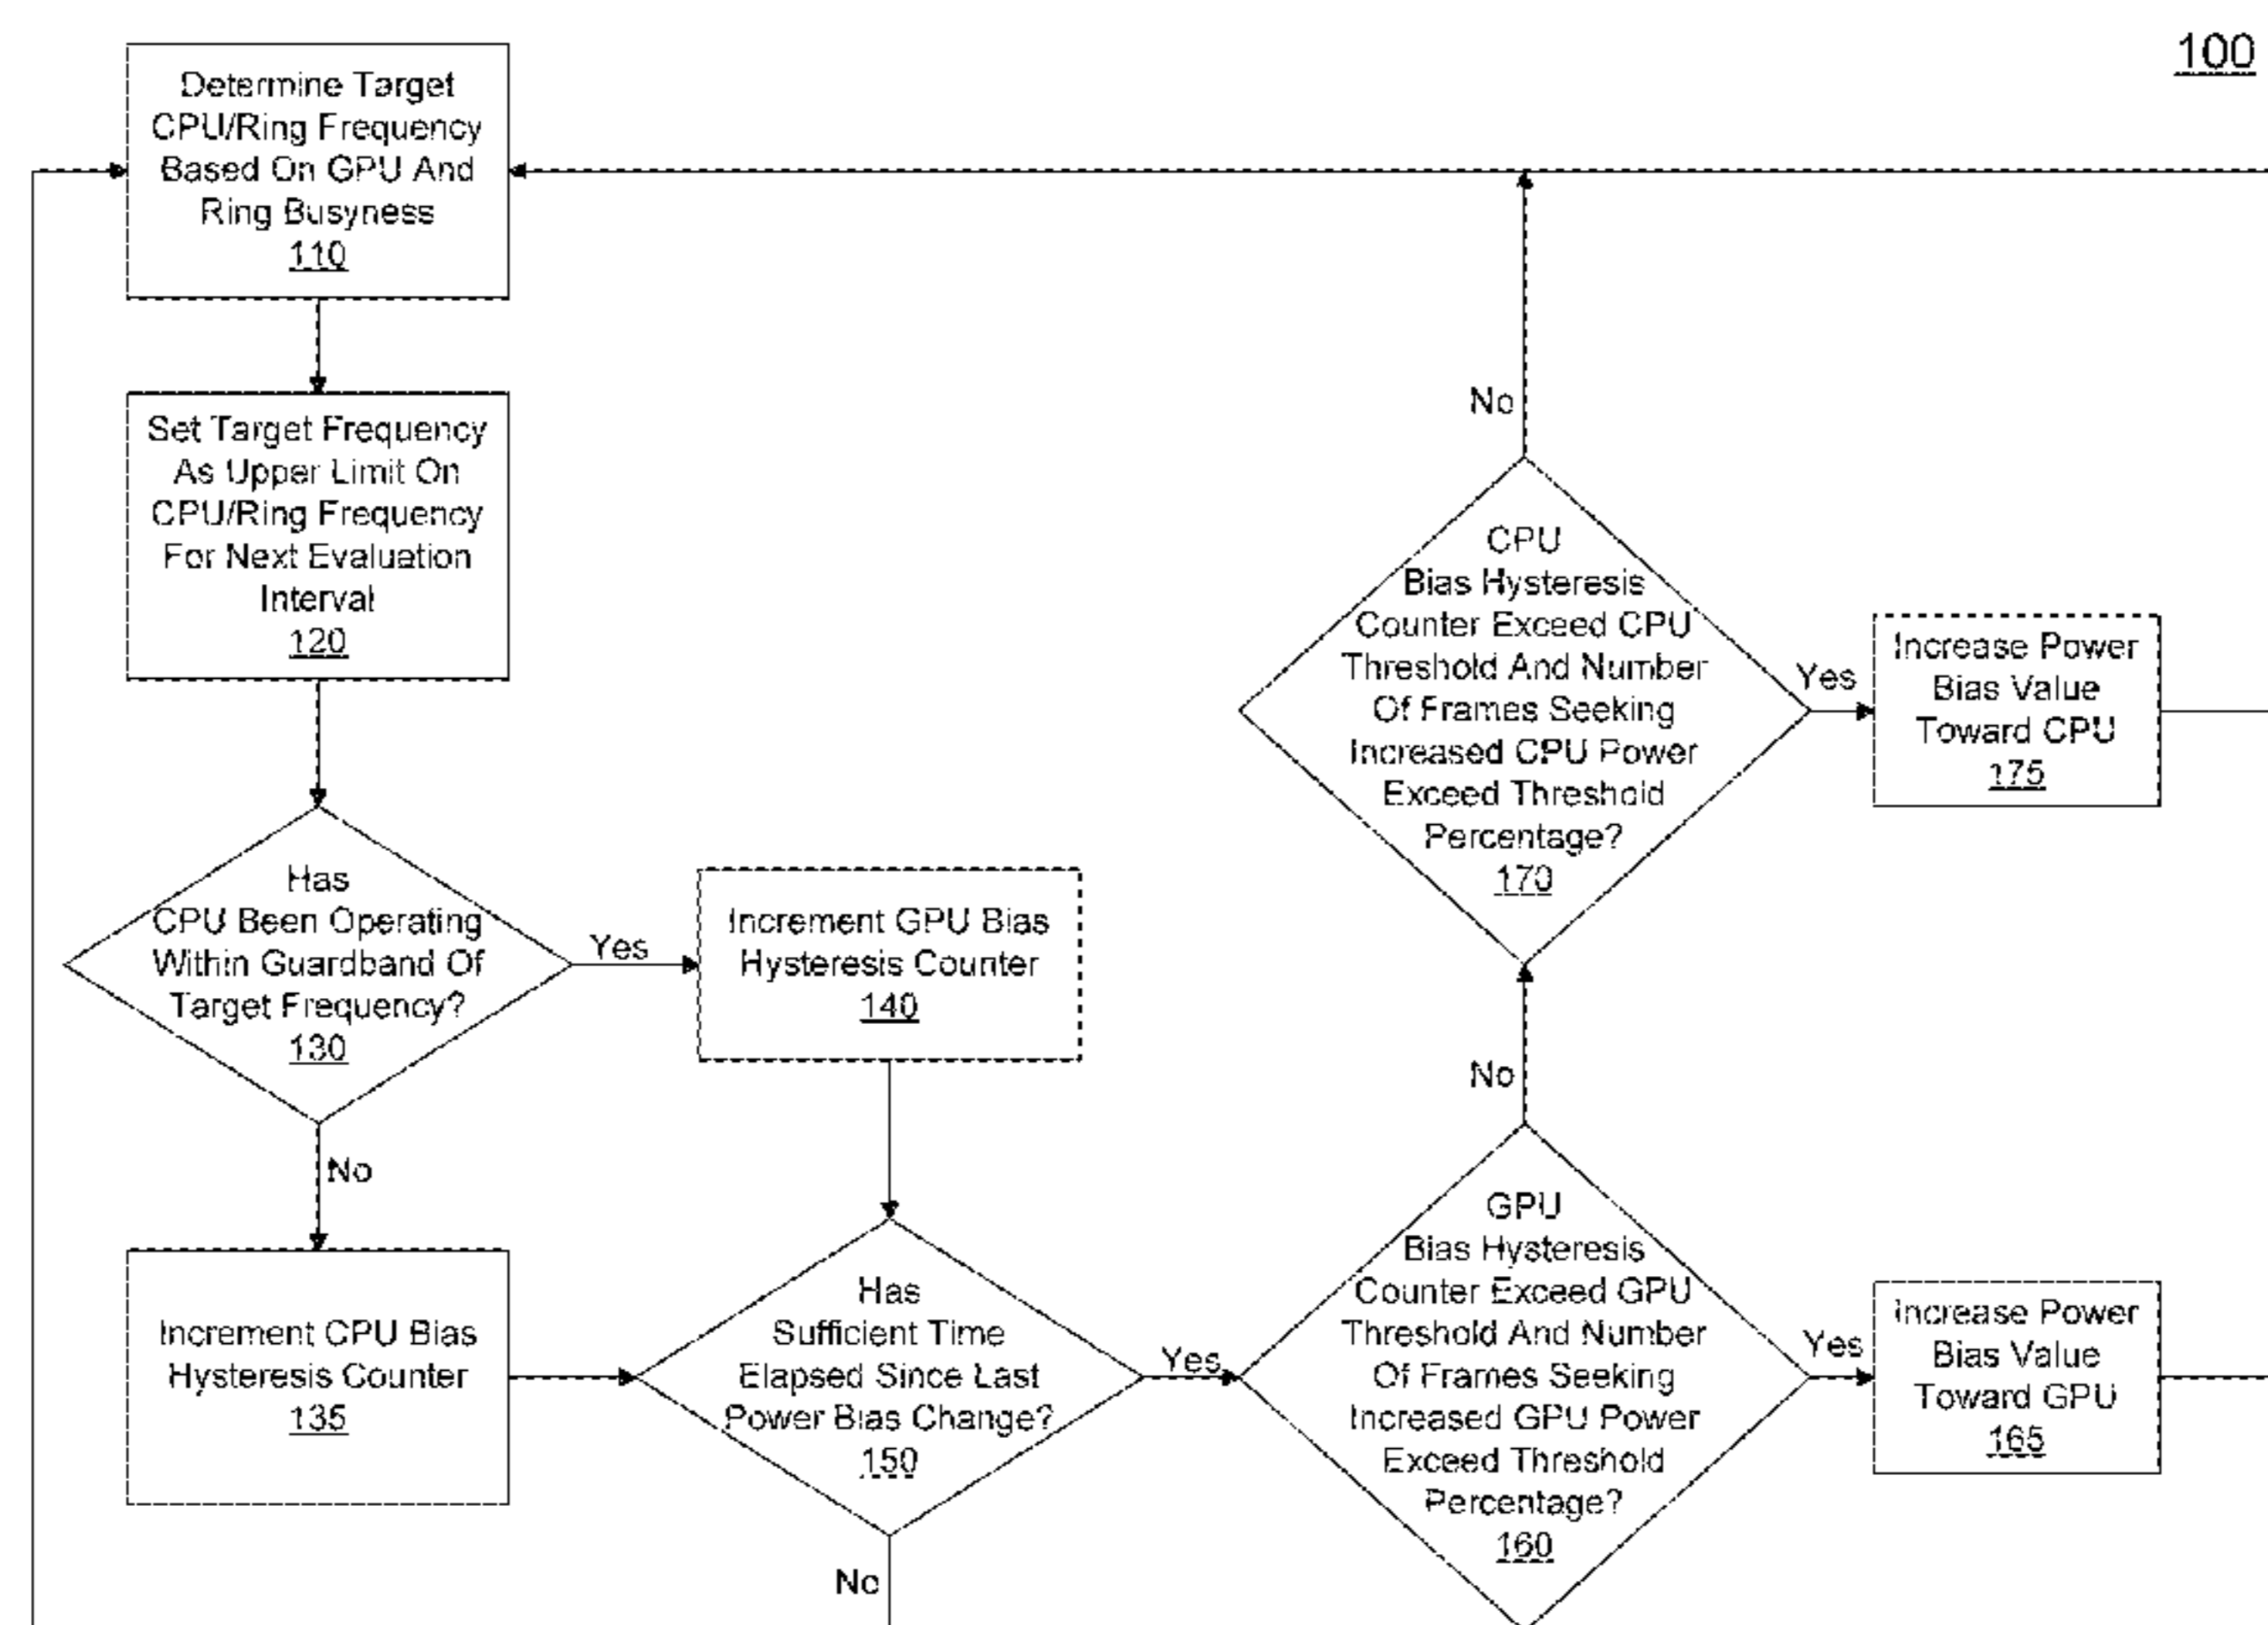 100
Determine Target
CPU/Ring Frequency
Based On GPU And
Ring Busyness
110
Set Target Frequency
As Upper Limit On
CPU/Ring Frequency
For Next Evaluation
Interval
120
Has
CPU Been Operating
Within Guardband Of
Target Frequency?
130
Yes
No
Increment GPU Bias
Hysteresis Counter
140
Increment CPU Bias
Hysteresis Counter
135
Has
Sufficient Time
Elapsed Since Last
Power Bias Change?
150
Yes
No
GPU
Bias Hysteresis
Counter Exceed GPU
Threshold And Number
Of Frames Seeking
Increased GPU Power
Exceed Threshold
Percentage?
160
Yes
Increase Power
Bias Value
Toward GPU
165
No
CPU
Bias Hysteresis
Counter Exceed CPU
Threshold And Number
Of Frames Seeking
Increased CPU Power
Exceed Threshold
Percentage?
170
Yes
Increase Power
Bias Value
Toward CPU
175
No